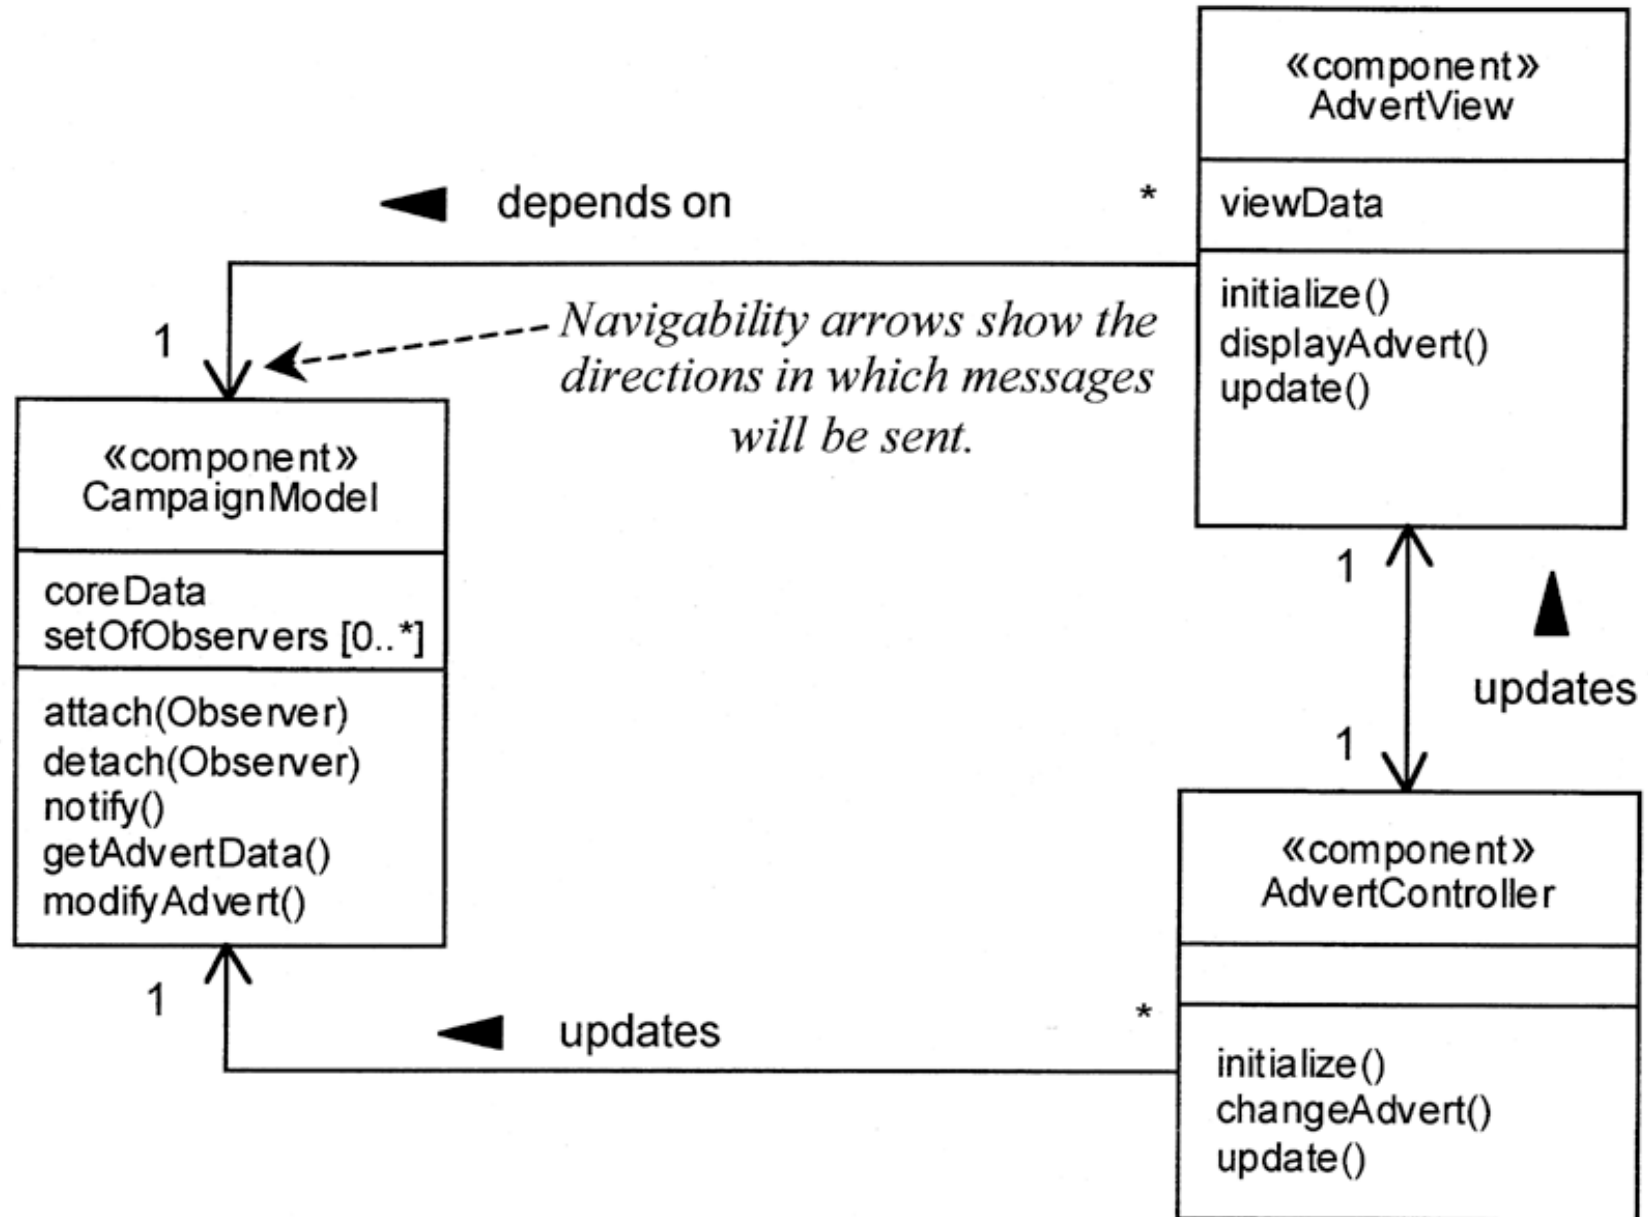 «component»
AdvertView
viewData
initialize()
displayAdvert()
update()
depends on
*
1
Navigability arrows show the
directions in which messages
will be sent.
«component»
CampaignModel
coreData
setOfObservers [0..*]
attach(Observer)
detach(Observer)
notify()
getAdvertData()
modifyAdvert()
1
updates
1
«component»
AdvertController
initialize()
changeAdvert()
update()
1
updates
*